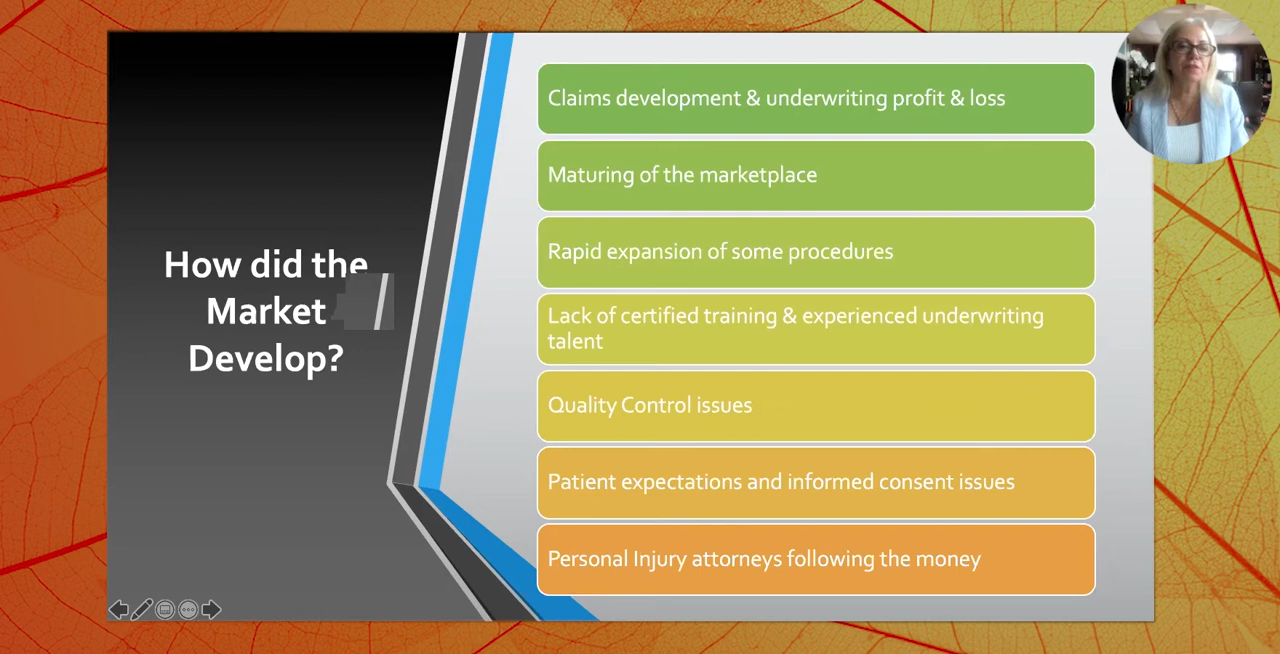 How did the
Market
Develop?
Claims development & underwriting profit & loss
Maturing of the marketplace
Rapid expansion of some procedures
Lack of certified training & experienced underwriting
talent
Quality Control issues
Patient expectations and informed consent issues
Personal Injury attorneys following the money